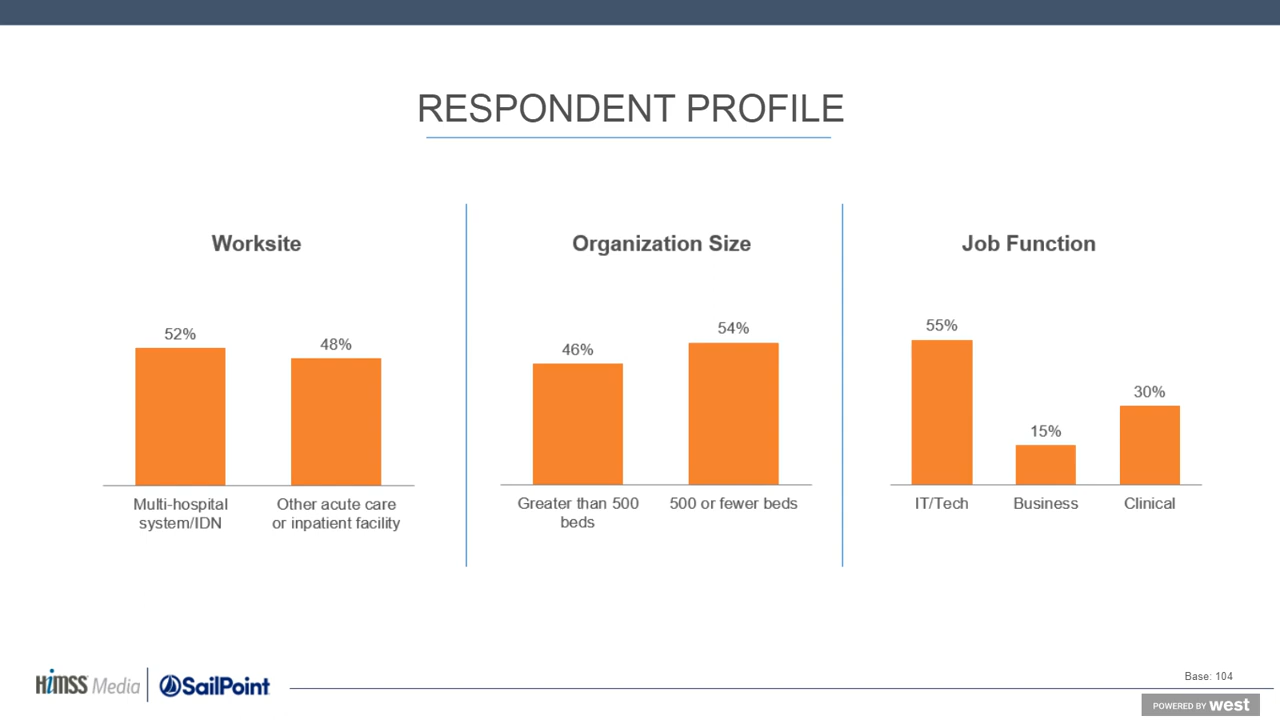 RESPONDENT PROFILE
Worksite
52%
48%
Multi-hospital
system/IDN
Other acute care
or inpatient facility
Organization Size
46%
54%
Greater than 500
beds
500 or fewer beds
Job Function
55%
15%
30%
IT/Tech
Business
Clinical
HiMSS Media
SailPoint
Base: 104
POWERED BY west